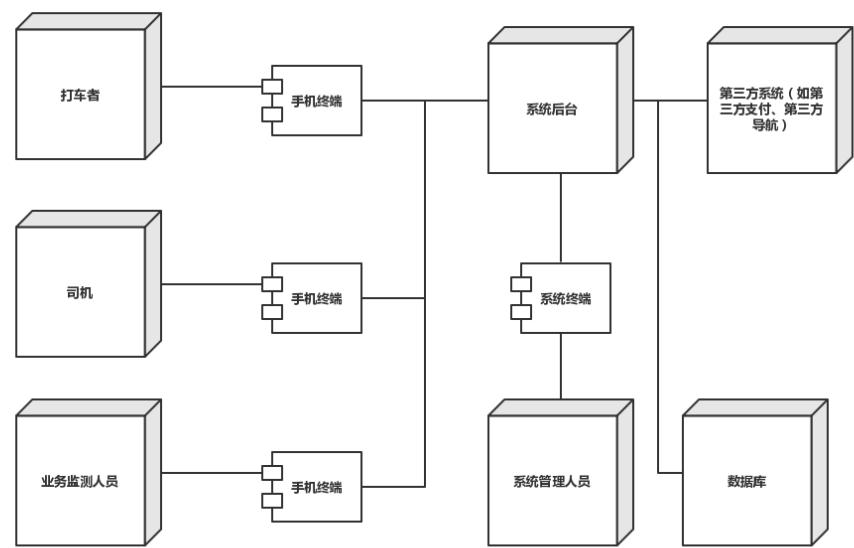 打车者
手机终端
系统后台
第三方系统（如第
三方支付、第三方
导航）
司机
手机终端
系统终端
业务监测人员
手机终端
系统管理人员
数据库